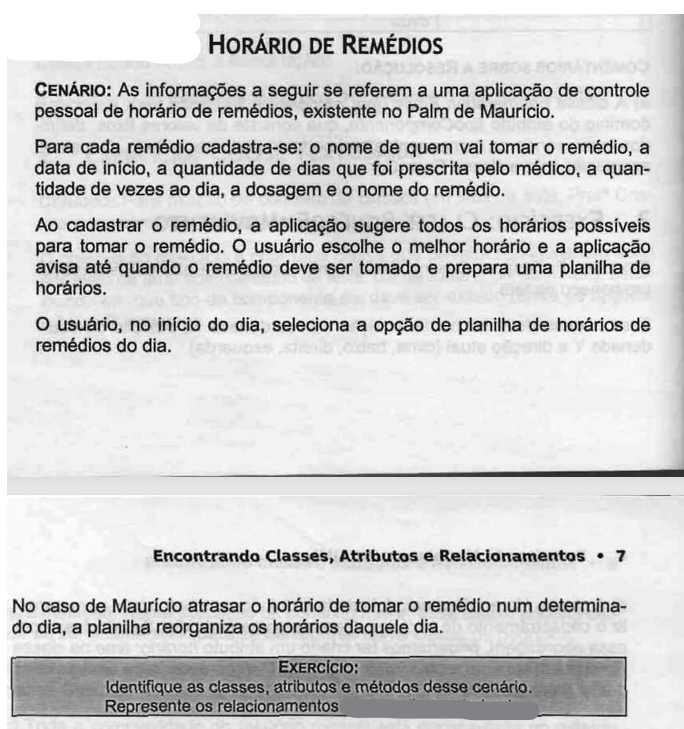 HORÁRIO DE REMÉDIOS
CENÁRIO: As informações a seguir se referem a uma aplicação de controle
pessoal de horário de remédios, existente no Palm de Maurício.
Para cada remédio cadastra-se: o nome de quem vai tomar o remédio, a
data de início, a quantidade de dias que foi prescrita pelo médico, a quan-
tidade de vezes ao dia, a dosagem e o nome do remédio.
Ao cadastrar o remédio, a aplicação sugere todos os horários possíveis
para tomar o remédio. O usuário escolhe o melhor horário e a aplicação
avisa até quando o remédio deve ser tomado e prepara uma planilha de
horários.
O usuário, no início do dia, seleciona a opção de planilha de horários de
remédios do dia.
Encontrando Classes, Atributos e Relacionamentos • 7
No caso de Maurício atrasar o horário de tomar o remédio num determina-
do dia, a planilha reorganiza os horários daquele dia.
EXERCÍCIO:
Identifique as classes, atributos e métodos desse cenário.
Represente os relacionamentos